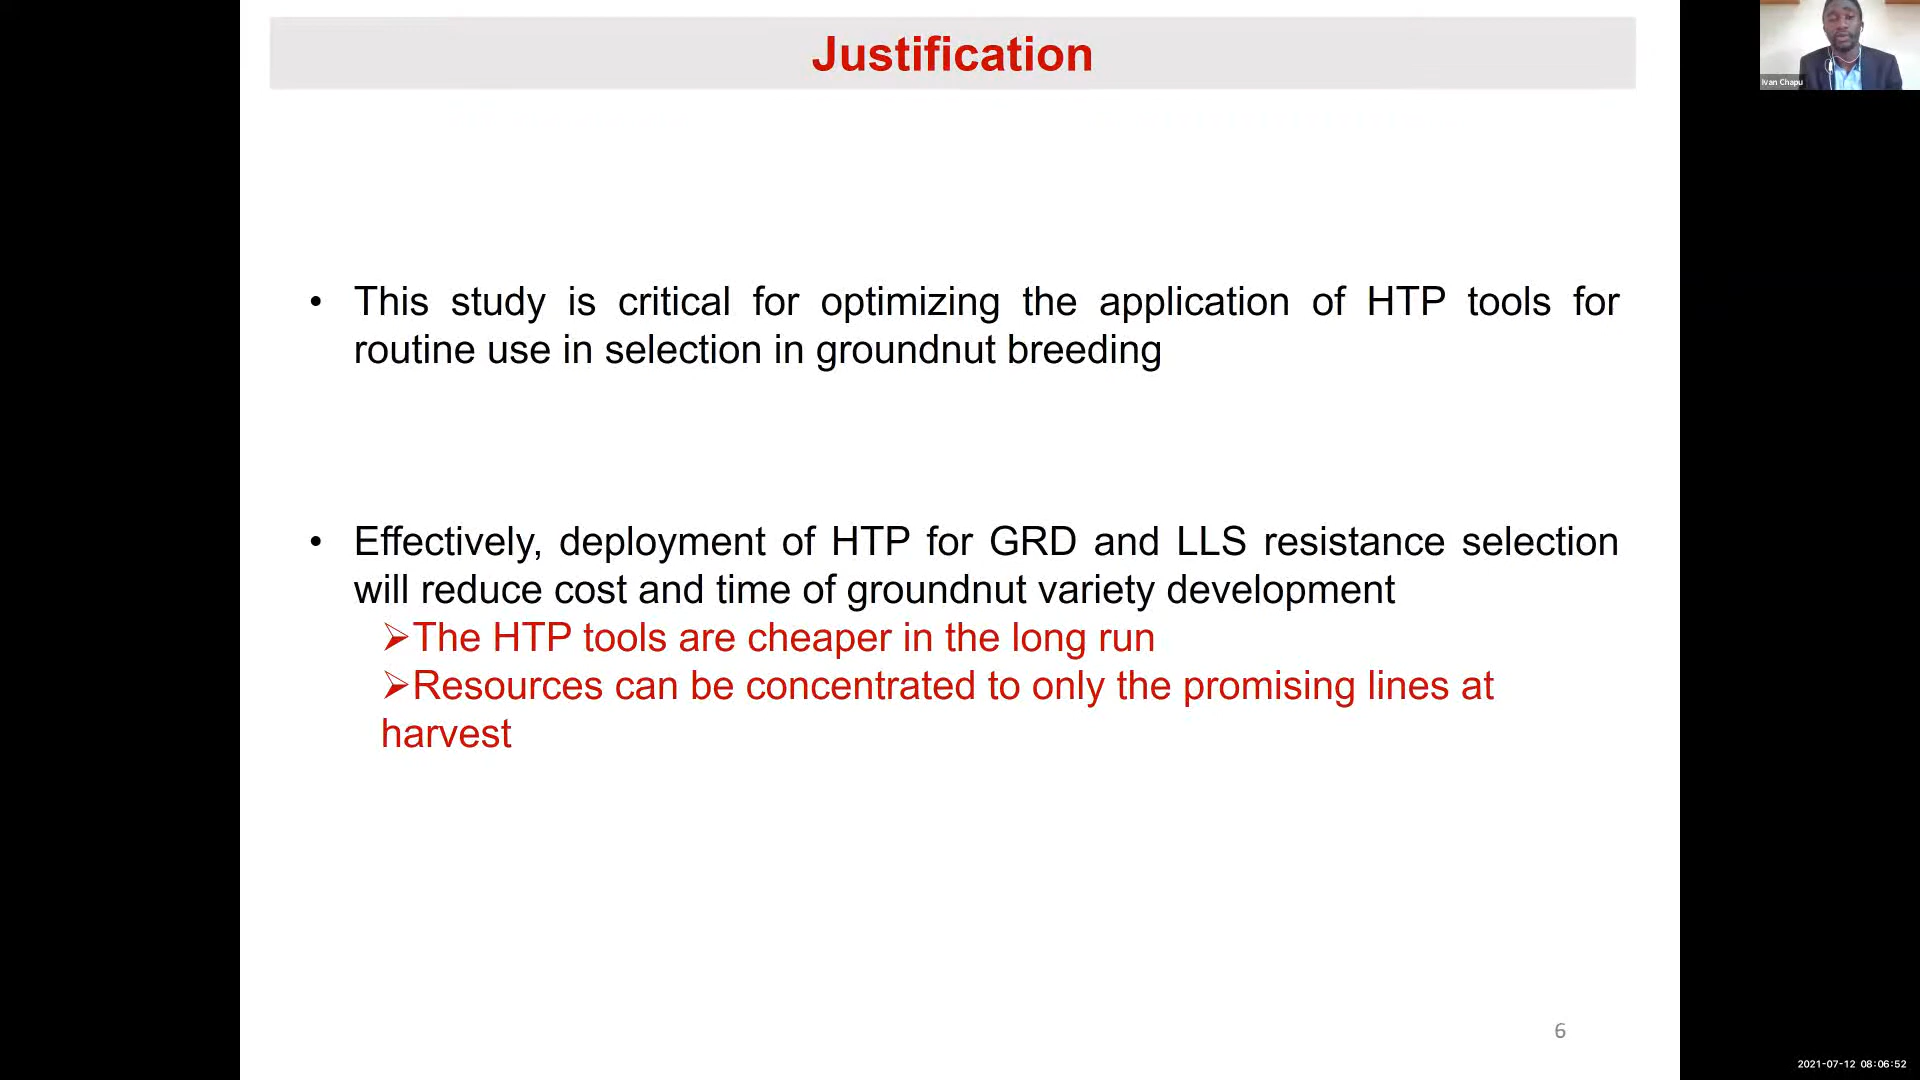 Justification
Ivan Chapu
• This study is critical for optimizing the application of HTP tools for
routine use in selection in groundnut breeding
• Effectively, deployment of HTP for GRD and LLS resistance selection
will reduce cost and time of groundnut variety development
➢The HTP tools are cheaper in the long run
➢Resources can be concentrated to only the promising lines at
harvest
6
2021-07-12 08:06:52